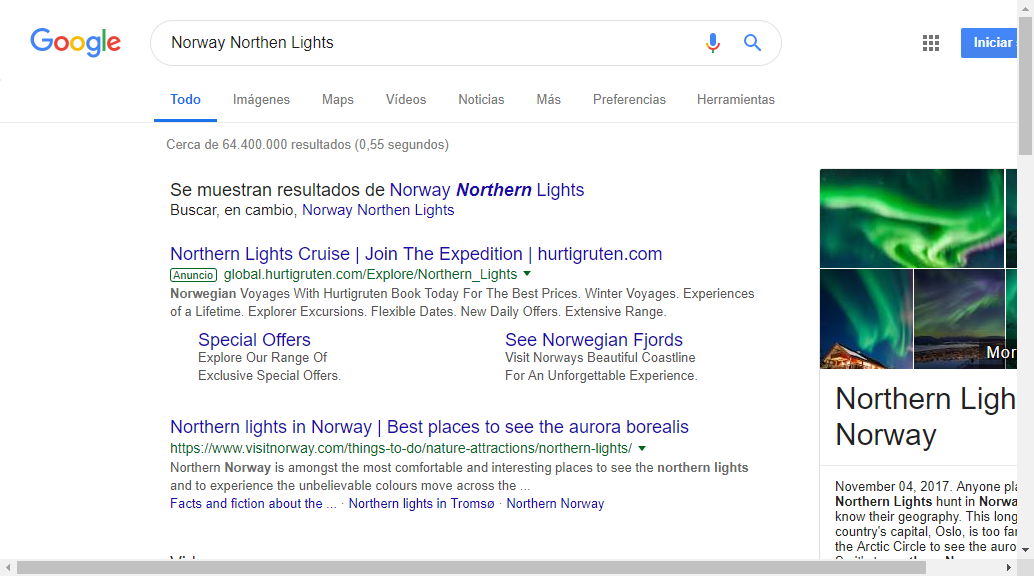 Google
Norway Northen Lights
Iniciar
Todo Imágenes Maps Vídeos Noticias Más Preferencias Herramientas
Cerca de 64.400.000 resultados (0,55 segundos)
Se muestran resultados de Norway Northern Lights
Buscar, en cambio, Norway Northen Lights
Northern Lights Cruise | Join The Expedition | hurtigruten.com
Anuncio global.hurtigruten.com/Explore/Northern_Lights
Norwegian Voyages With Hurtigruten Book Today For The Best Prices. Winter Voyages. Experiences
of a Lifetime. Explorer Excursions. Flexible Dates. New Daily Offers. Extensive Range.
Special Offers
Explore Our Range Of
Exclusive Special Offers.
See Norwegian Fjords
Visit Norways Beautiful Coastline
For An Unforgettable Experience.
Northern lights in Norway | Best places to see the aurora borealis
https://www.visitnorway.com/things-to-do/nature-attractions/northern-lights/
Northern Norway is amongst the most comfortable and interesting places to see the northern lights
and to experience the unbelievable colours move across the ...
Facts and fiction about the ... · Northern lights in Tromsø · Northern Norway
Mor
Northern Ligh
Norway
November 04, 2017. Anyone pla
Northern Lights hunt in Norwa
know their geography. This long
country's capital, Oslo, is too far
the Arctic Circle to see the auro